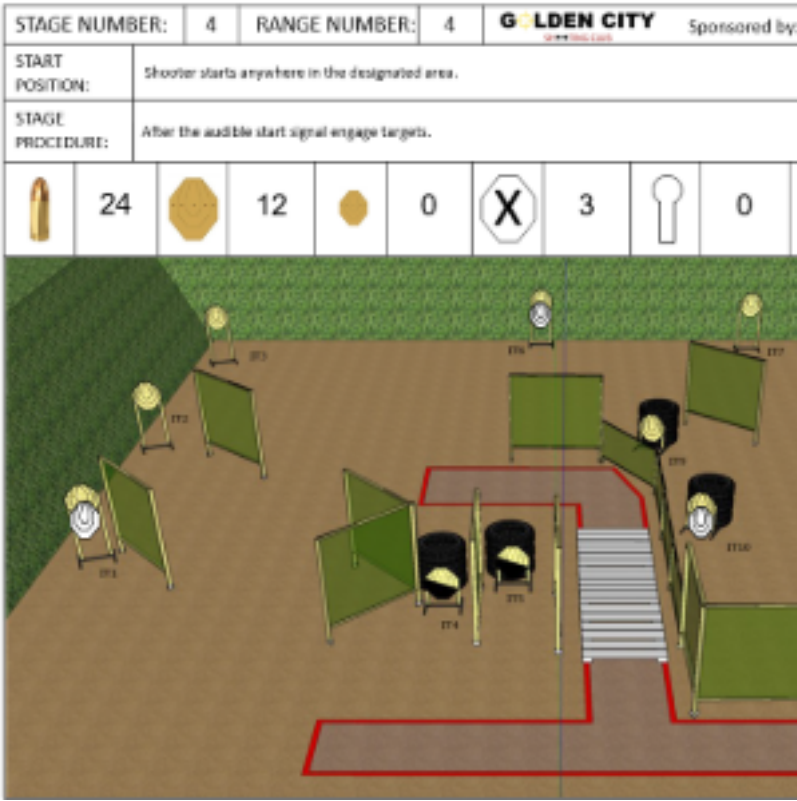 STAGE NUMBER: 4 RANGE NUMBER: 4 GOLDEN CITY Sponsored by:
START
POSITION:
Shooter starts anywhere in the designated area.
STAGE
PROCEDURE:
After the audible start signal engage targets.
24 12 0 X 3 0
IT3
IT6
IT7
IT2
IT9
IT10
IT1
IT5
IT4